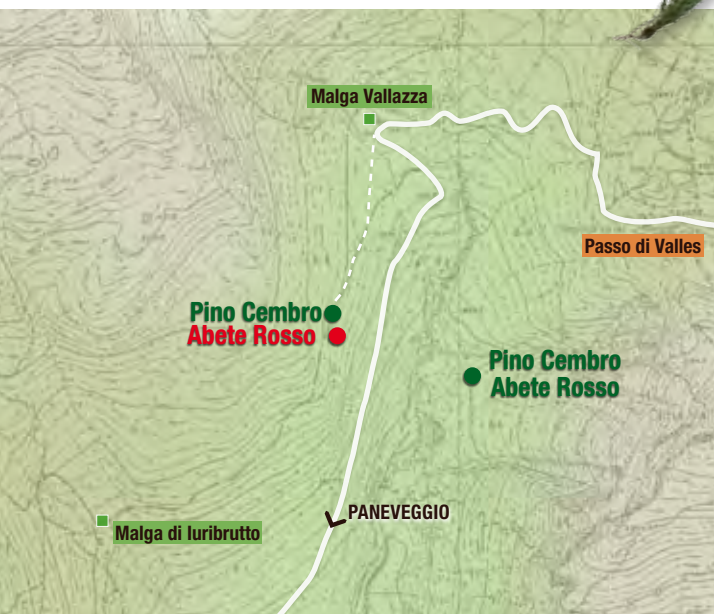 Malga Vallazza
Passo di Valles
Pino Cembro
Abete Rosso
Pino Cembro
Abete Rosso
PANEVEGGIO
Malga di Iuribrutto